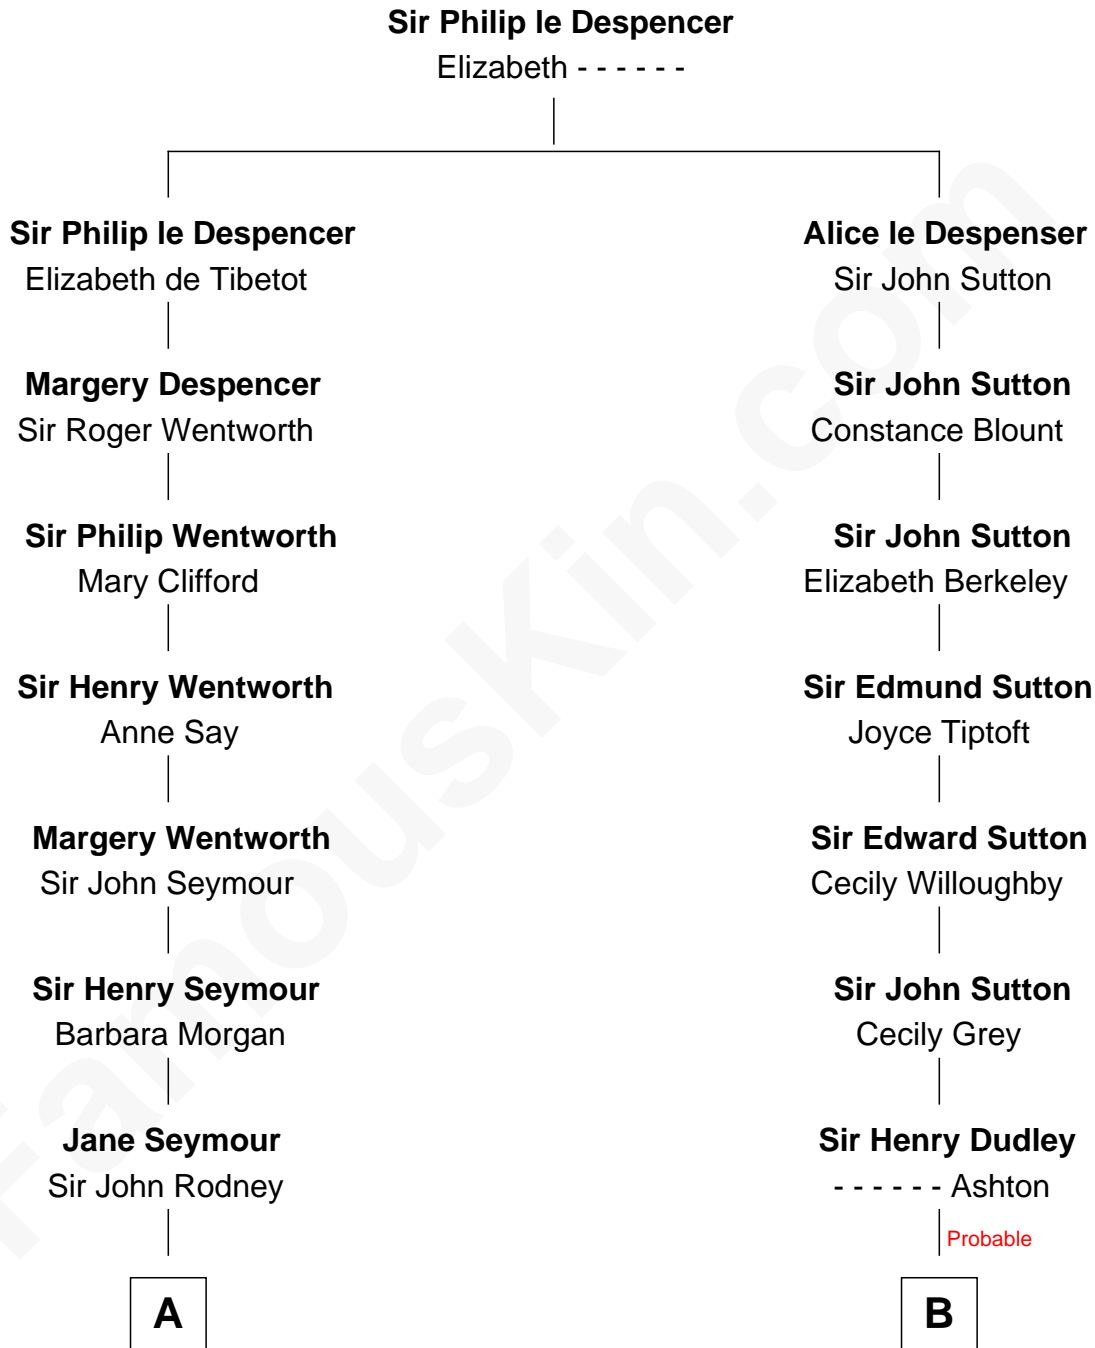 Sir Philip le Despencer
Elizabeth - - - - - -
Sir Philip le Despencer
Elizabeth de Tibetot
Alice le Despenser
Sir John Sutton
Margery Despencer
Sir Roger Wentworth
Sir John Sutton
Constance Blount
Sir Philip Wentworth
Mary Clifford
Sir John Sutton
Elizabeth Berkeley
Sir Henry Wentworth
Anne Say
Sir Edmund Sutton
Joyce Tiptoft
Margery Wentworth
Sir John Seymour
Sir Edward Sutton
Cecily Willoughby
Sir Henry Seymour
Barbara Morgan
Sir John Sutton
Cecily Grey
Jane Seymour
Sir John Rodney
Sir Henry Dudley
- - - - - - Ashton
Probable
A
B
FamousKin.com